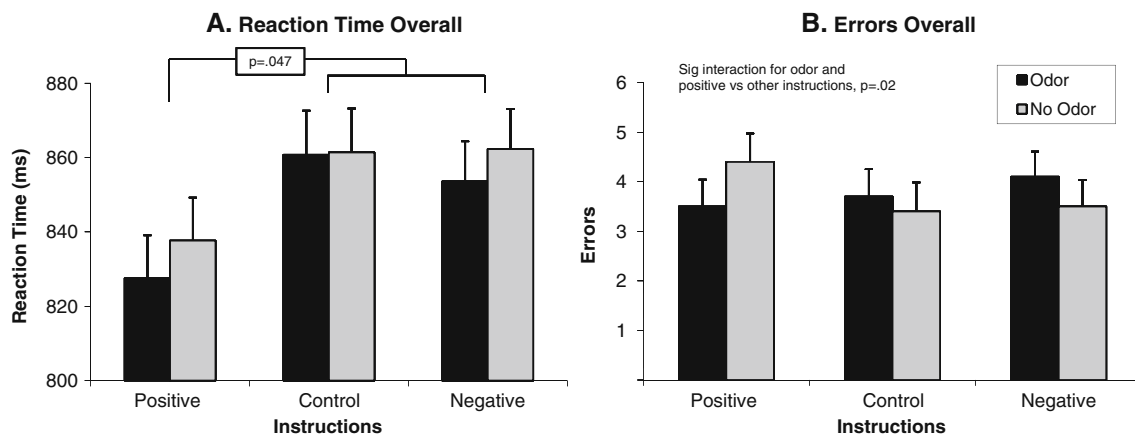 A. Reaction Time Overall
p=.047
Reaction Time (ms)
880
860
840
820
800
Positive
Control
Negative
Instructions
B. Errors Overall
Sig interaction for odor and
positive vs other instructions, p=.02
Odor
No Odor
Errors
6
5
4
3
2
1
Positive
Control
Negative
Instructions